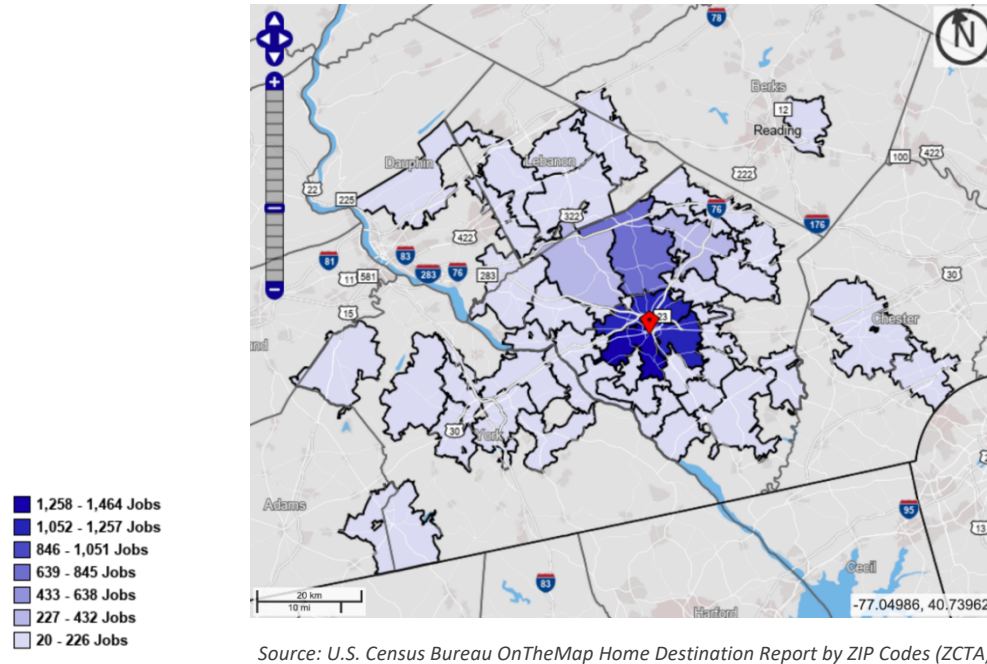 78
N
Berks
12
Reading
Dauphin
Lebanon
100
422
22
225
222
322
76
176
422
81
83
283
76
283
11
581
30
15
23
Chester
30
York
Adams
95
13
Cecil
83
Harford
20 km
10 mi
-77.04986, 40.73962
1,258 - 1,464 Jobs
1,052 - 1,257 Jobs
846 - 1,051 Jobs
639 - 845 Jobs
433 - 638 Jobs
227 - 432 Jobs
20 - 226 Jobs
Source: U.S. Census Bureau OnTheMap Home Destination Report by ZIP Codes (ZCTA)